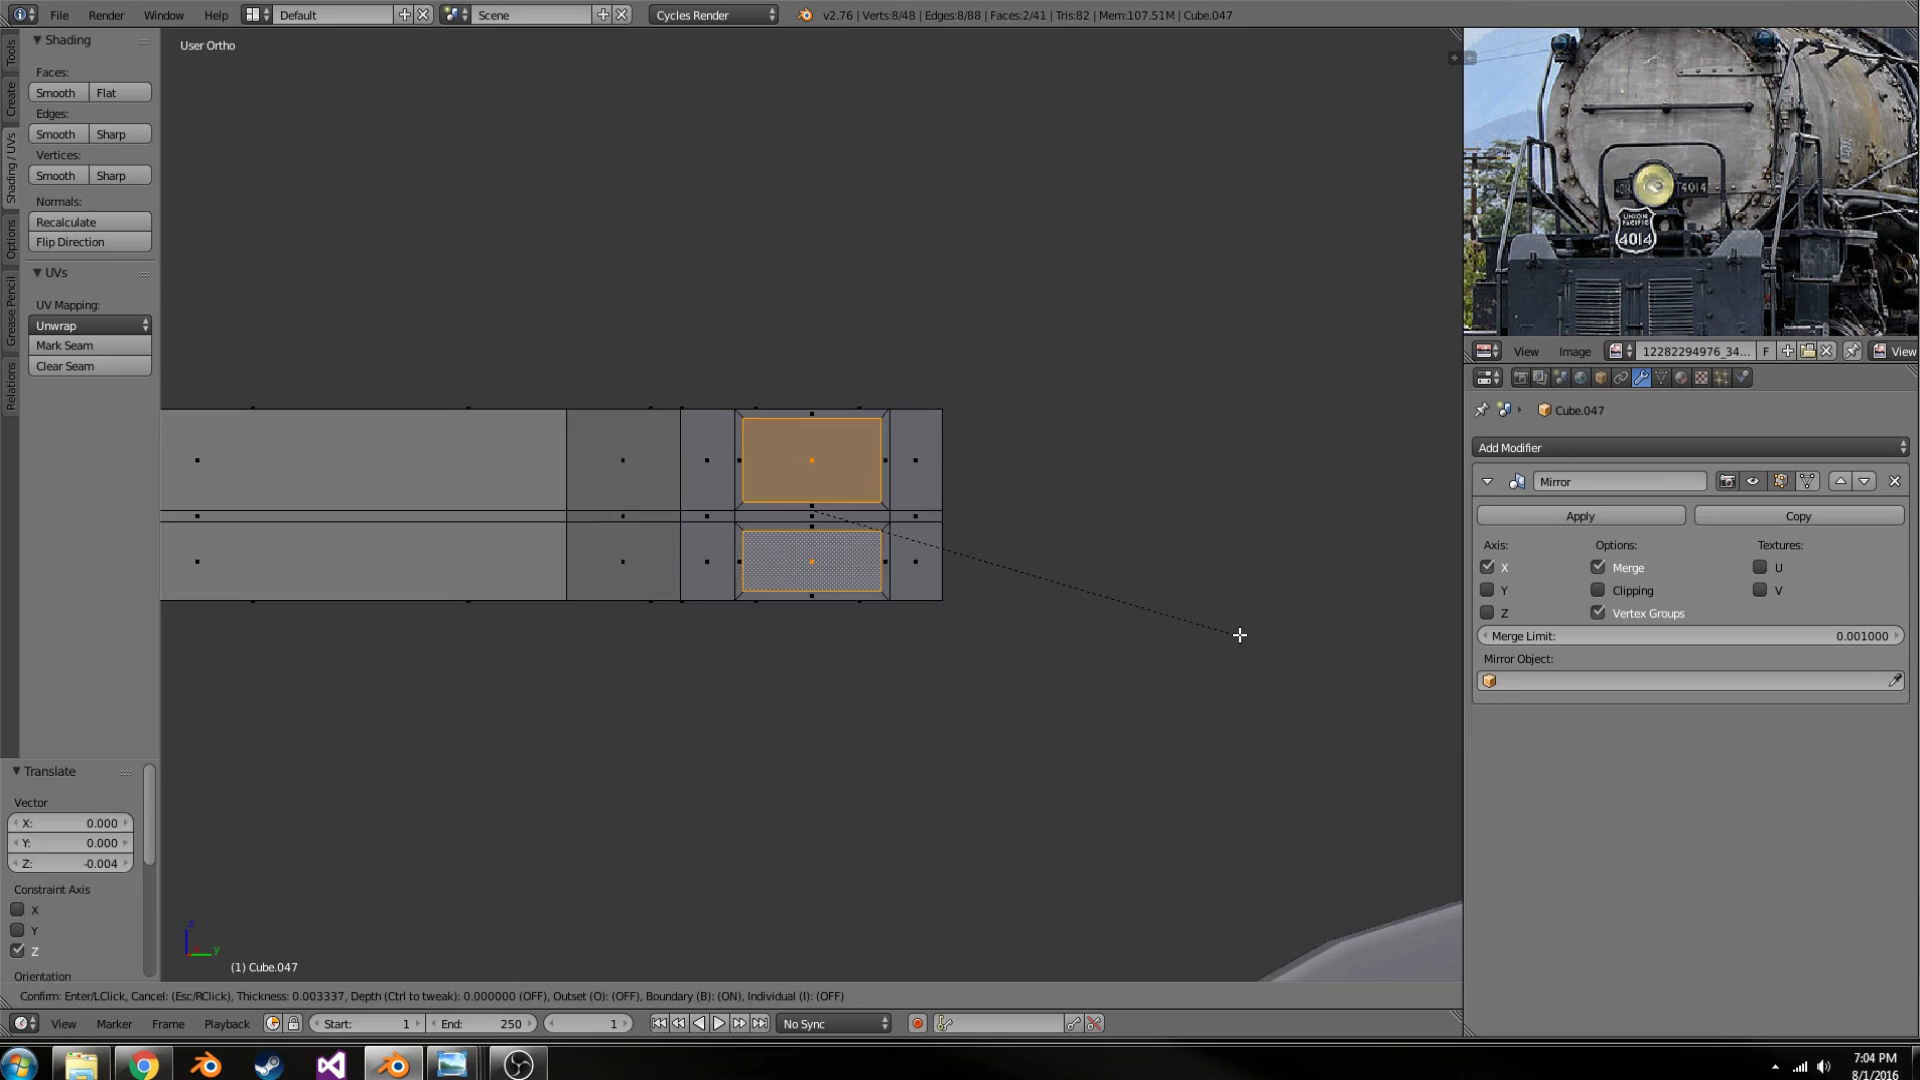 File Render Window Help Default Scene Cycles Render v2.76 | Verts:8/48 | Edges:8/88 | Faces:2/41 | Tris:82 | Mem:107.51M | Cube.047
Tools
Create
Shading / UVs
Options
Grease Pencil
Relations
Shading
Faces:
Smooth Flat
Edges:
Smooth Sharp
Vertices:
Smooth Sharp
Normals:
Recalculate
Flip Direction
UVs
UV Mapping:
Unwrap
Mark Seam
Clear Seam
Translate
Vector
X: 0.000
Y: 0.000
Z: -0.004
Constraint Axis
X
Y
Z
Orientation
User Ortho
z
y
(1) Cube.047
4014
UNION
PACIFIC
4014
View Image 12282294976_34... F View
Cube.047
Add Modifier
Mirror
Apply Copy
Axis: Options: Textures:
X Merge U
Y Clipping V
Z Vertex Groups
Merge Limit: 0.001000
Mirror Object:
Confirm: Enter/LClick, Cancel: (Esc/RClick), Thickness: 0.003337, Depth (Ctrl to tweak): 0.000000 (OFF), Outset (O): (OFF), Boundary (B): (ON), Individual (I): (OFF)
View Marker Frame Playback Start: 1 End: 250 1 No Sync
7:04 PM
8/1/2016